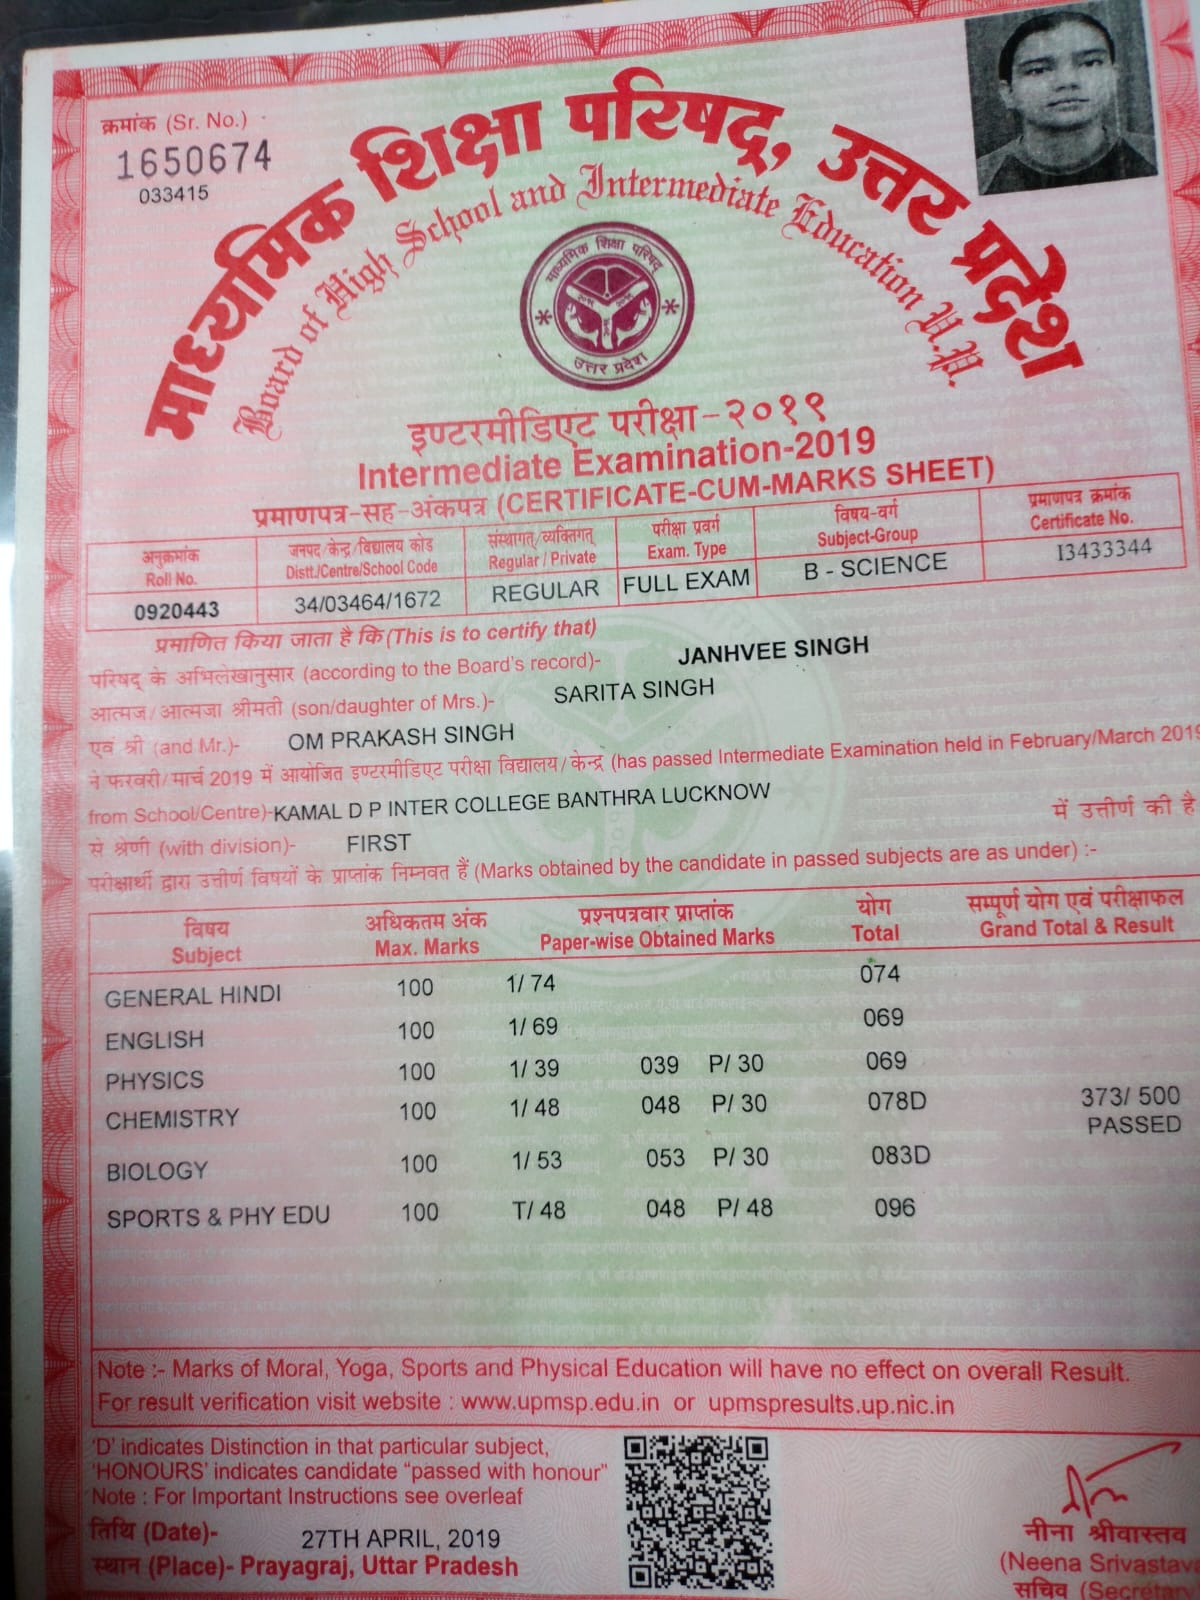 क्रमांक (Sr. No.)
1650674
033415
माध्यमिक शिक्षा परिषद्, उत्तर प्रदेश
Board of High School and Intermediate Education U.P.
माध्यमिक शिक्षा परिषद्
उत्तर प्रदेश
इण्टरमीडिएट परीक्षा-२०१९
Intermediate Examination-2019
प्रमाणपत्र-सह-अंकपत्र (CERTIFICATE-CUM-MARKS SHEET)
अनुक्रमांक जनपद/केन्द्र/विद्यालय कोड संस्थागत्/व्यक्तिगत् परीक्षा प्रवर्ग विषय-वर्ग प्रमाणपत्र क्रमांक
Roll No. Distt./Centre/School Code Regular / Private Exam. Type Subject-Group Certificate No.
0920443 34/03464/1672 REGULAR FULL EXAM B - SCIENCE 13433344
प्रमाणित किया जाता है कि (This is to certify that)
परिषद् के अभिलेखानुसार (according to the Board's record)- JANHVEE SINGH
आत्मज/आत्मजा श्रीमती (son/daughter of Mrs.)- SARITA SINGH
एवं श्री (and Mr.)- OM PRAKASH SINGH
ने फरवरी/मार्च 2019 में आयोजित इण्टरमीडिएट परीक्षा विद्यालय/केन्द्र (has passed Intermediate Examination held in February/March 2019
from School/Centre)-KAMAL D P INTER COLLEGE BANTHRA LUCKNOW
से श्रेणी (with division)- FIRST में उत्तीर्ण की है
परीक्षार्थी द्वारा उत्तीर्ण विषयों के प्राप्तांक निम्नवत हैं (Marks obtained by the candidate in passed subjects are as under) :-
विषय अधिकतम अंक प्रश्नपत्रवार प्राप्तांक योग सम्पूर्ण योग एवं परीक्षाफल
Subject Max. Marks Paper-wise Obtained Marks Total Grand Total & Result
GENERAL HINDI 100 1/ 74 074
ENGLISH 100 1/ 69 069
PHYSICS 100 1/ 39 039 P/ 30 069
CHEMISTRY 100 1/ 48 048 P/ 30 078D 373/ 500
PASSED
BIOLOGY 100 1/ 53 053 P/ 30 083D
SPORTS & PHY EDU 100 T/ 48 048 P/ 48 096
Note :- Marks of Moral, Yoga, Sports and Physical Education will have no effect on overall Result.
For result verification visit website : www.upmsp.edu.in or upmspresults.up.nic.in
'D' indicates Distinction in that particular subject,
'HONOURS' indicates candidate "passed with honour"
Note : For Important Instructions see overleaf
तिथि (Date)- 27TH APRIL, 2019
स्थान (Place)- Prayagraj, Uttar Pradesh
नीना श्रीवास्तव
(Neena Srivastava
सचिव (Secretary